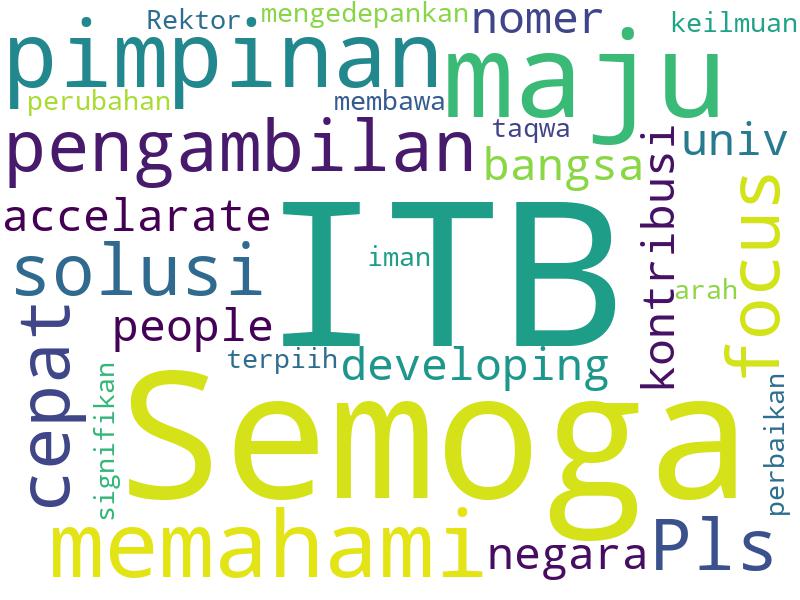 Rektor
mengedepankan
nomer
keilmuan
pimpinan
maju
perubahan
membawa
pengambilan
taqwa
bangsa
kontribusi
univ
accelarate
ITB
focus
solusi
iman
arah
cepat
people
terpiih
developing
signifikan
Semoga
perbaikan
memahami
negara
Pls